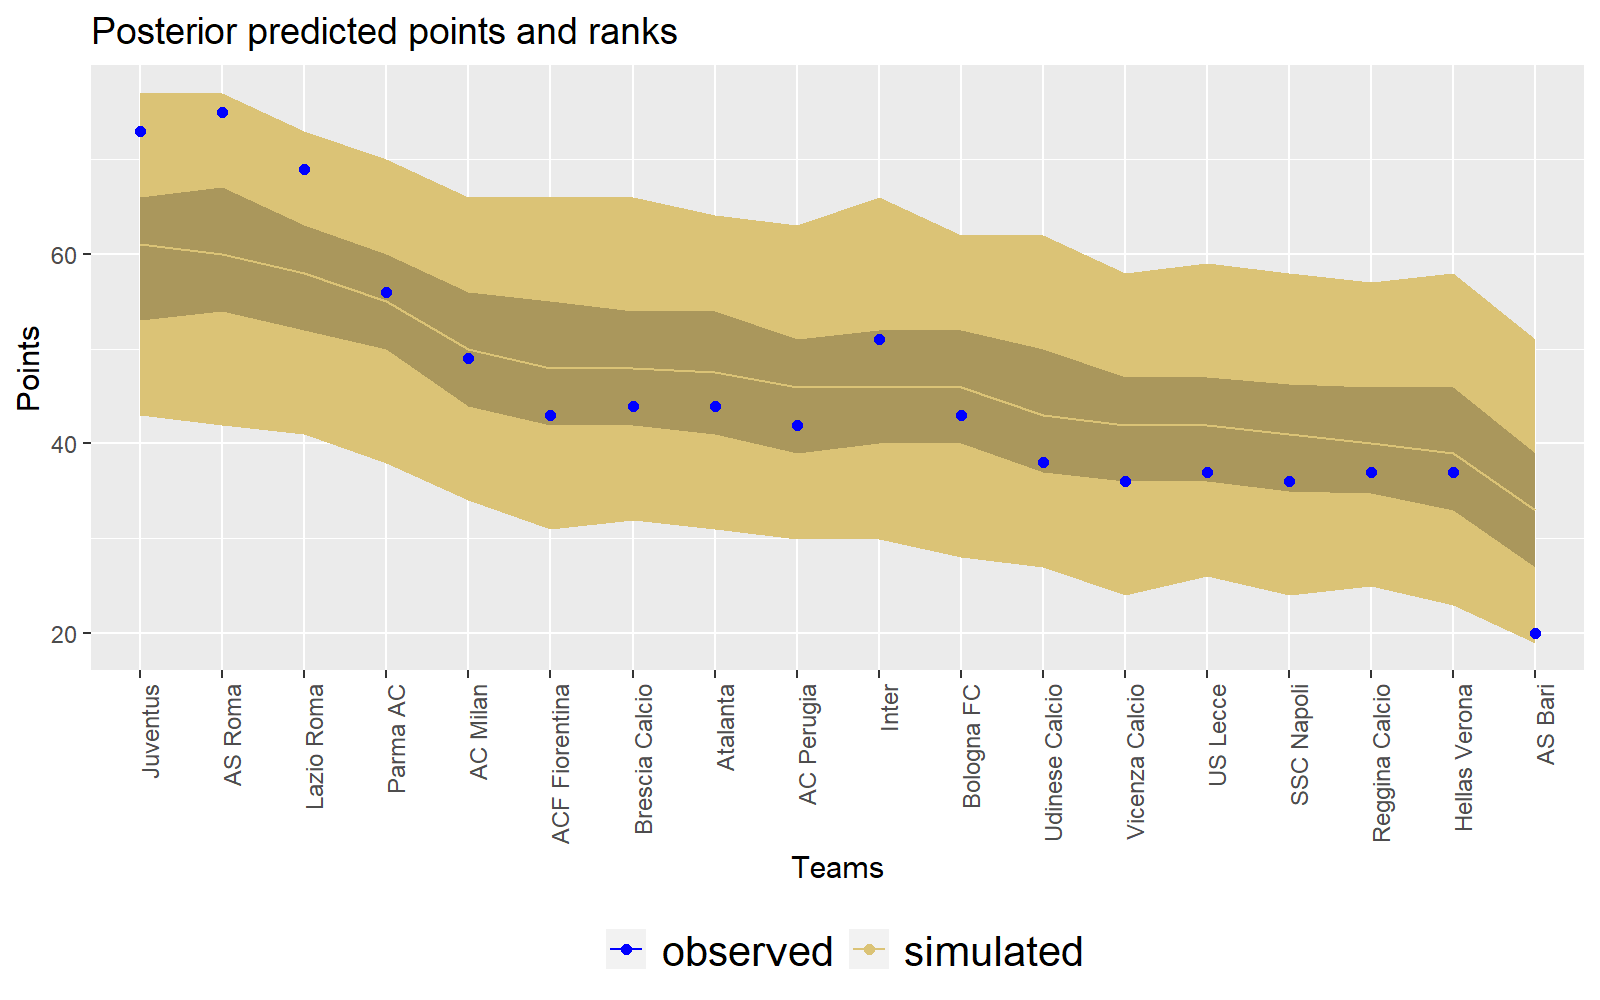 Posterior predicted points and ranks
Points
60
40
20
Juventus
AS Roma
Lazio Roma
Parma AC
AC Milan
ACF Fiorentina
Brescia Calcio
Atalanta
AC Perugia
Inter
Bologna FC
Udinese Calcio
Vicenza Calcio
US Lecce
SSC Napoli
Reggina Calcio
Hellas Verona
AS Bari
Teams
observed simulated